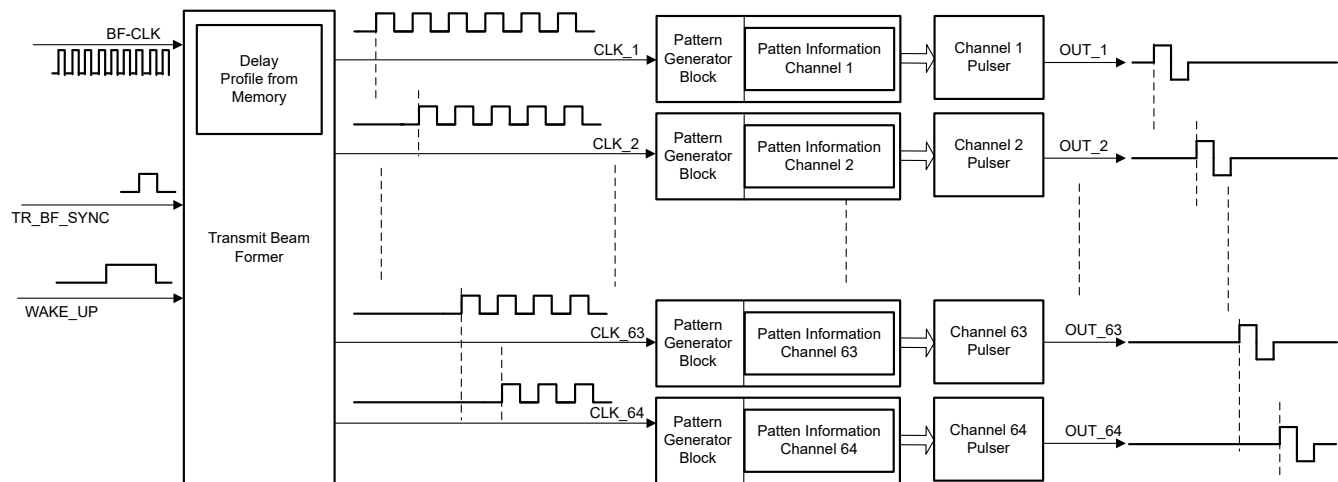 BF-CLK
TR_BF_SYNC
WAKE_UP
Delay
Profile from
Memory
Transmit Beam
Former
CLK_1
Pattern
Generator
Block
Patten Information
Channel 1
Channel 1
Pulser
OUT_1
CLK_2
Pattern
Generator
Block
Patten Information
Channel 2
Channel 2
Pulser
OUT_2
CLK_63
Pattern
Generator
Block
Patten Information
Channel 63
Channel 63
Pulser
OUT_63
CLK_64
Pattern
Generator
Block
Patten Information
Channel 64
Channel 64
Pulser
OUT_64